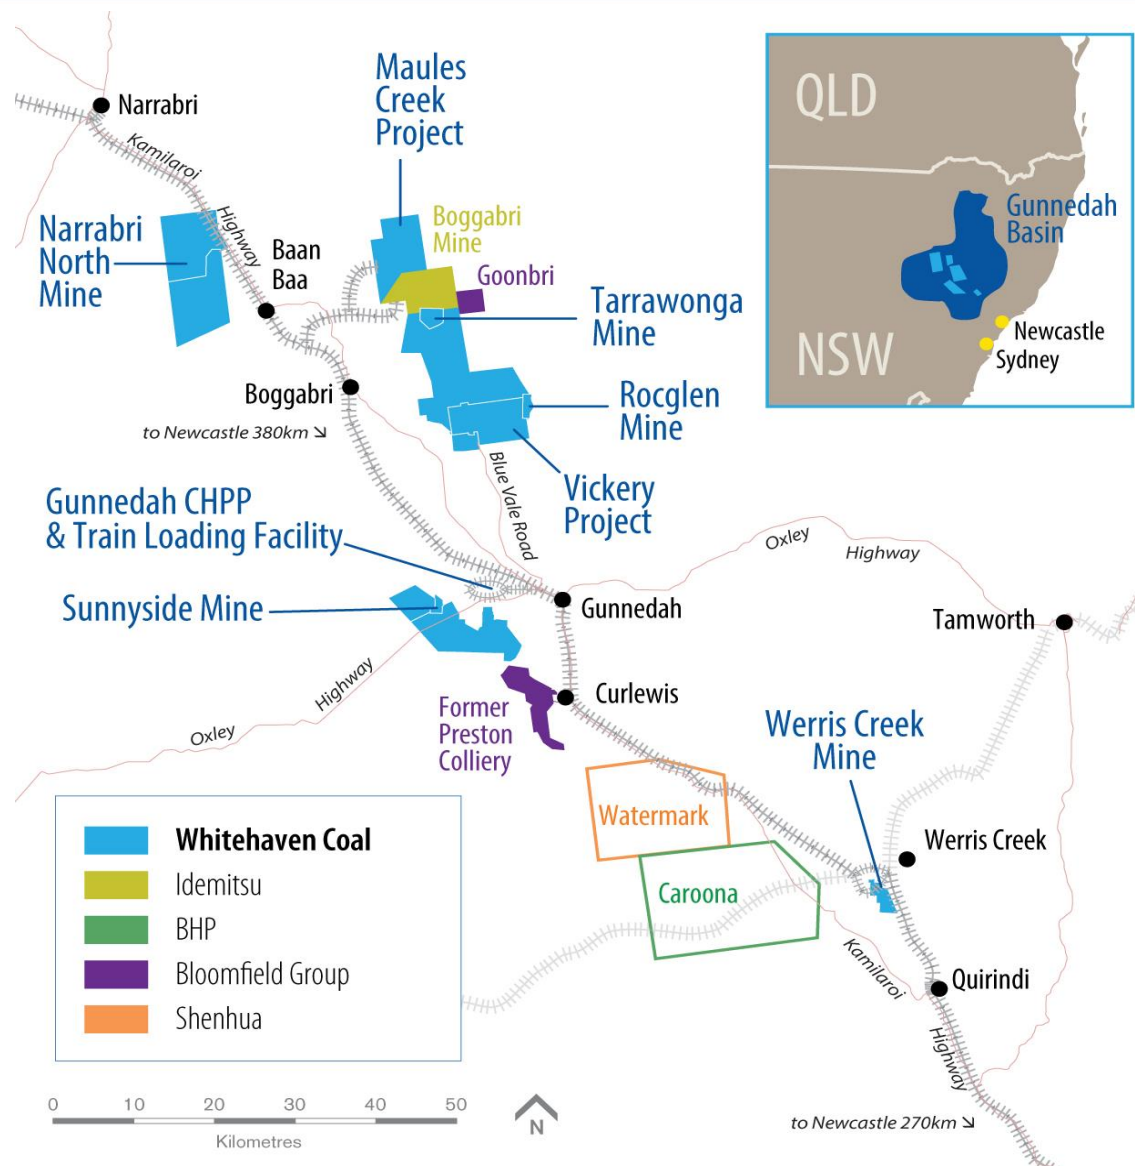 Narrabri
Kamilaroi
Highway
Maules
Creek
Project
Narrabri
North
Mine
Baan
Baa
Boggabri
Mine
Goonbri
Tarrawonga
Mine
QLD
Gunnedah
Basin
NSW
Newcastle
Sydney
Boggabri
to Newcastle 380km ↘
Rocglen
Mine
Blue Vale Road
Vickery
Project
Gunnedah CHPP
& Train Loading Facility
Sunnyside Mine
Gunnedah
Oxley
Highway
Tamworth
Highway
Oxley
Curlewis
Former
Preston
Colliery
Werris Creek
Mine
Watermark
Werris Creek
Caroona
Kamilaroi
Quirindi
Highway
to Newcastle 270km ↘
Whitehaven Coal
Idemitsu
BHP
Bloomfield Group
Shenhua
0 10 20 30 40 50
Kilometres
N